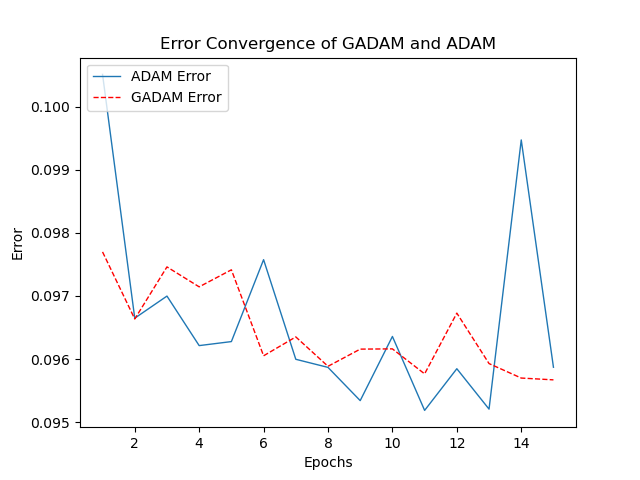 Error Convergence of GADAM and ADAM
ADAM Error
GADAM Error
0.100
0.099
0.098
0.097
0.096
0.095
Error
2 4 6 8 10 12 14
Epochs